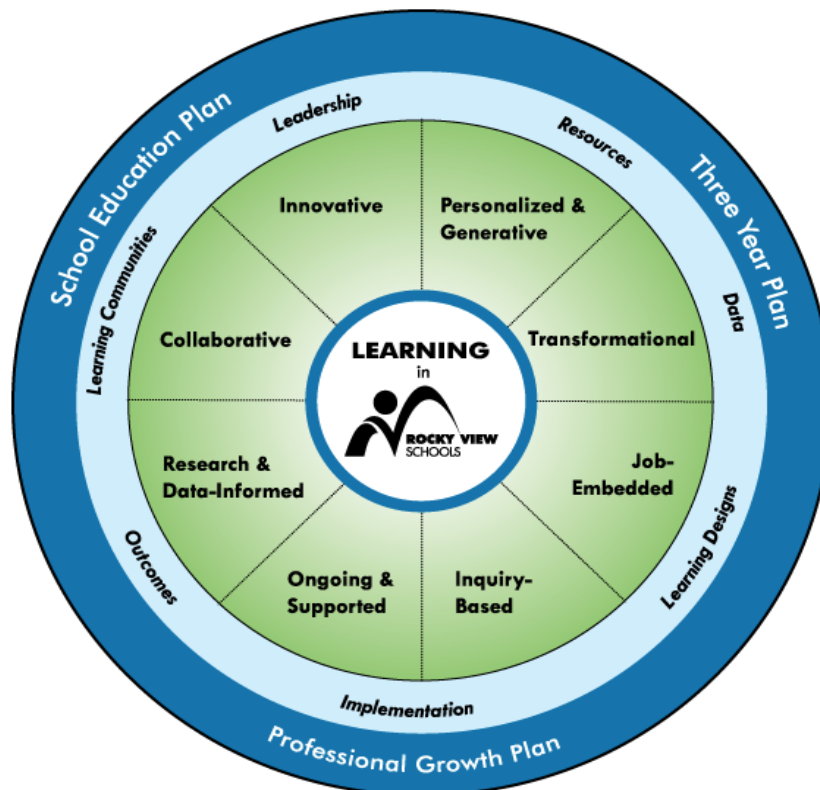 School Education Plan
Three Year Plan
Professional Growth Plan
Leadership
Resources
Data
Learning Designs
Implementation
Outcomes
Learning Communities
Innovative
Personalized &
Generative
Transformational
Job-
Embedded
Inquiry-
Based
Ongoing &
Supported
Research &
Data-Informed
Collaborative
LEARNING
in
ROCKY VIEW
SCHOOLS